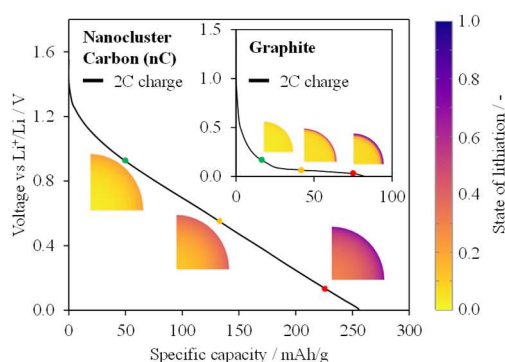 Voltage vs Li⁺/Li / V
1.6
1.2
0.8
0.4
0.0
Nanocluster
Carbon (nC)
2C charge
Graphite
2C charge
1.5
1.0
0.5
0.0
0 50 100
0 50 100 150 200 250 300
Specific capacity / mAh/g
1.0
0.8
0.6
0.4
0.2
0.0
State of lithiation / -